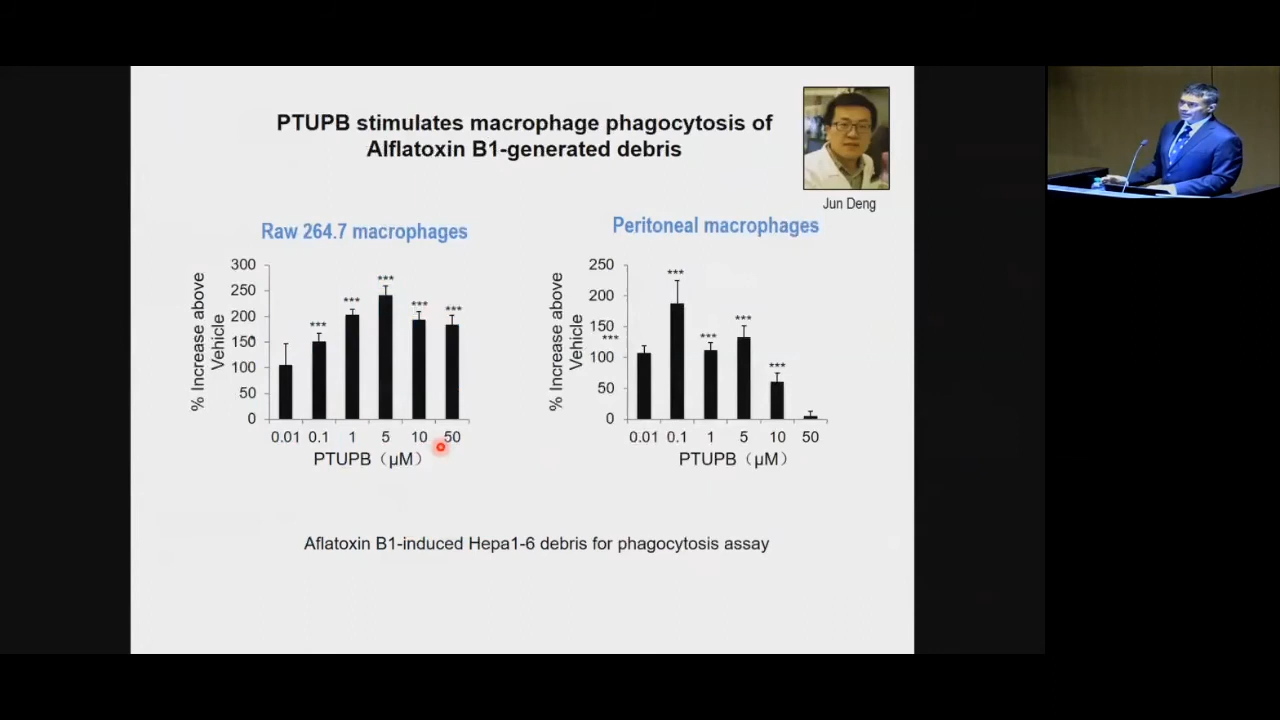 PTUPB stimulates macrophage phagocytosis of
Alflatoxin B1-generated debris
Jun Deng
Raw 264.7 macrophages
% Increase above
Vehicle
300
250
200
150
100
50
0
***
***
***
***
***
0.01 0.1 1 5 10 50
PTUPB（µM）
Peritoneal macrophages
% Increase above
Vehicle
250
200
150
100
50
0
***
***
***
***
***
0.01 0.1 1 5 10 50
PTUPB（µM）
Aflatoxin B1-induced Hepa1-6 debris for phagocytosis assay